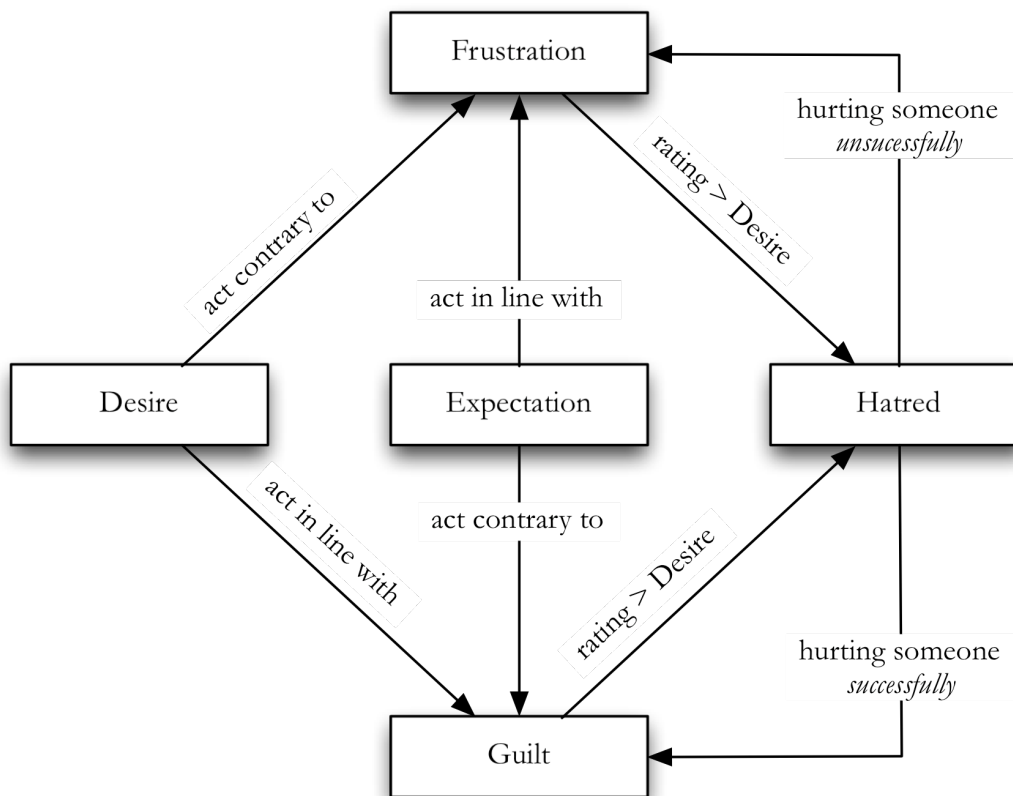 Frustration
hurting someone
unsucessfully
rating > Desire
act contrary to
act in line with
Desire
Expectation
Hatred
act in line with
act contrary to
rating > Desire
hurting someone
successfully
Guilt